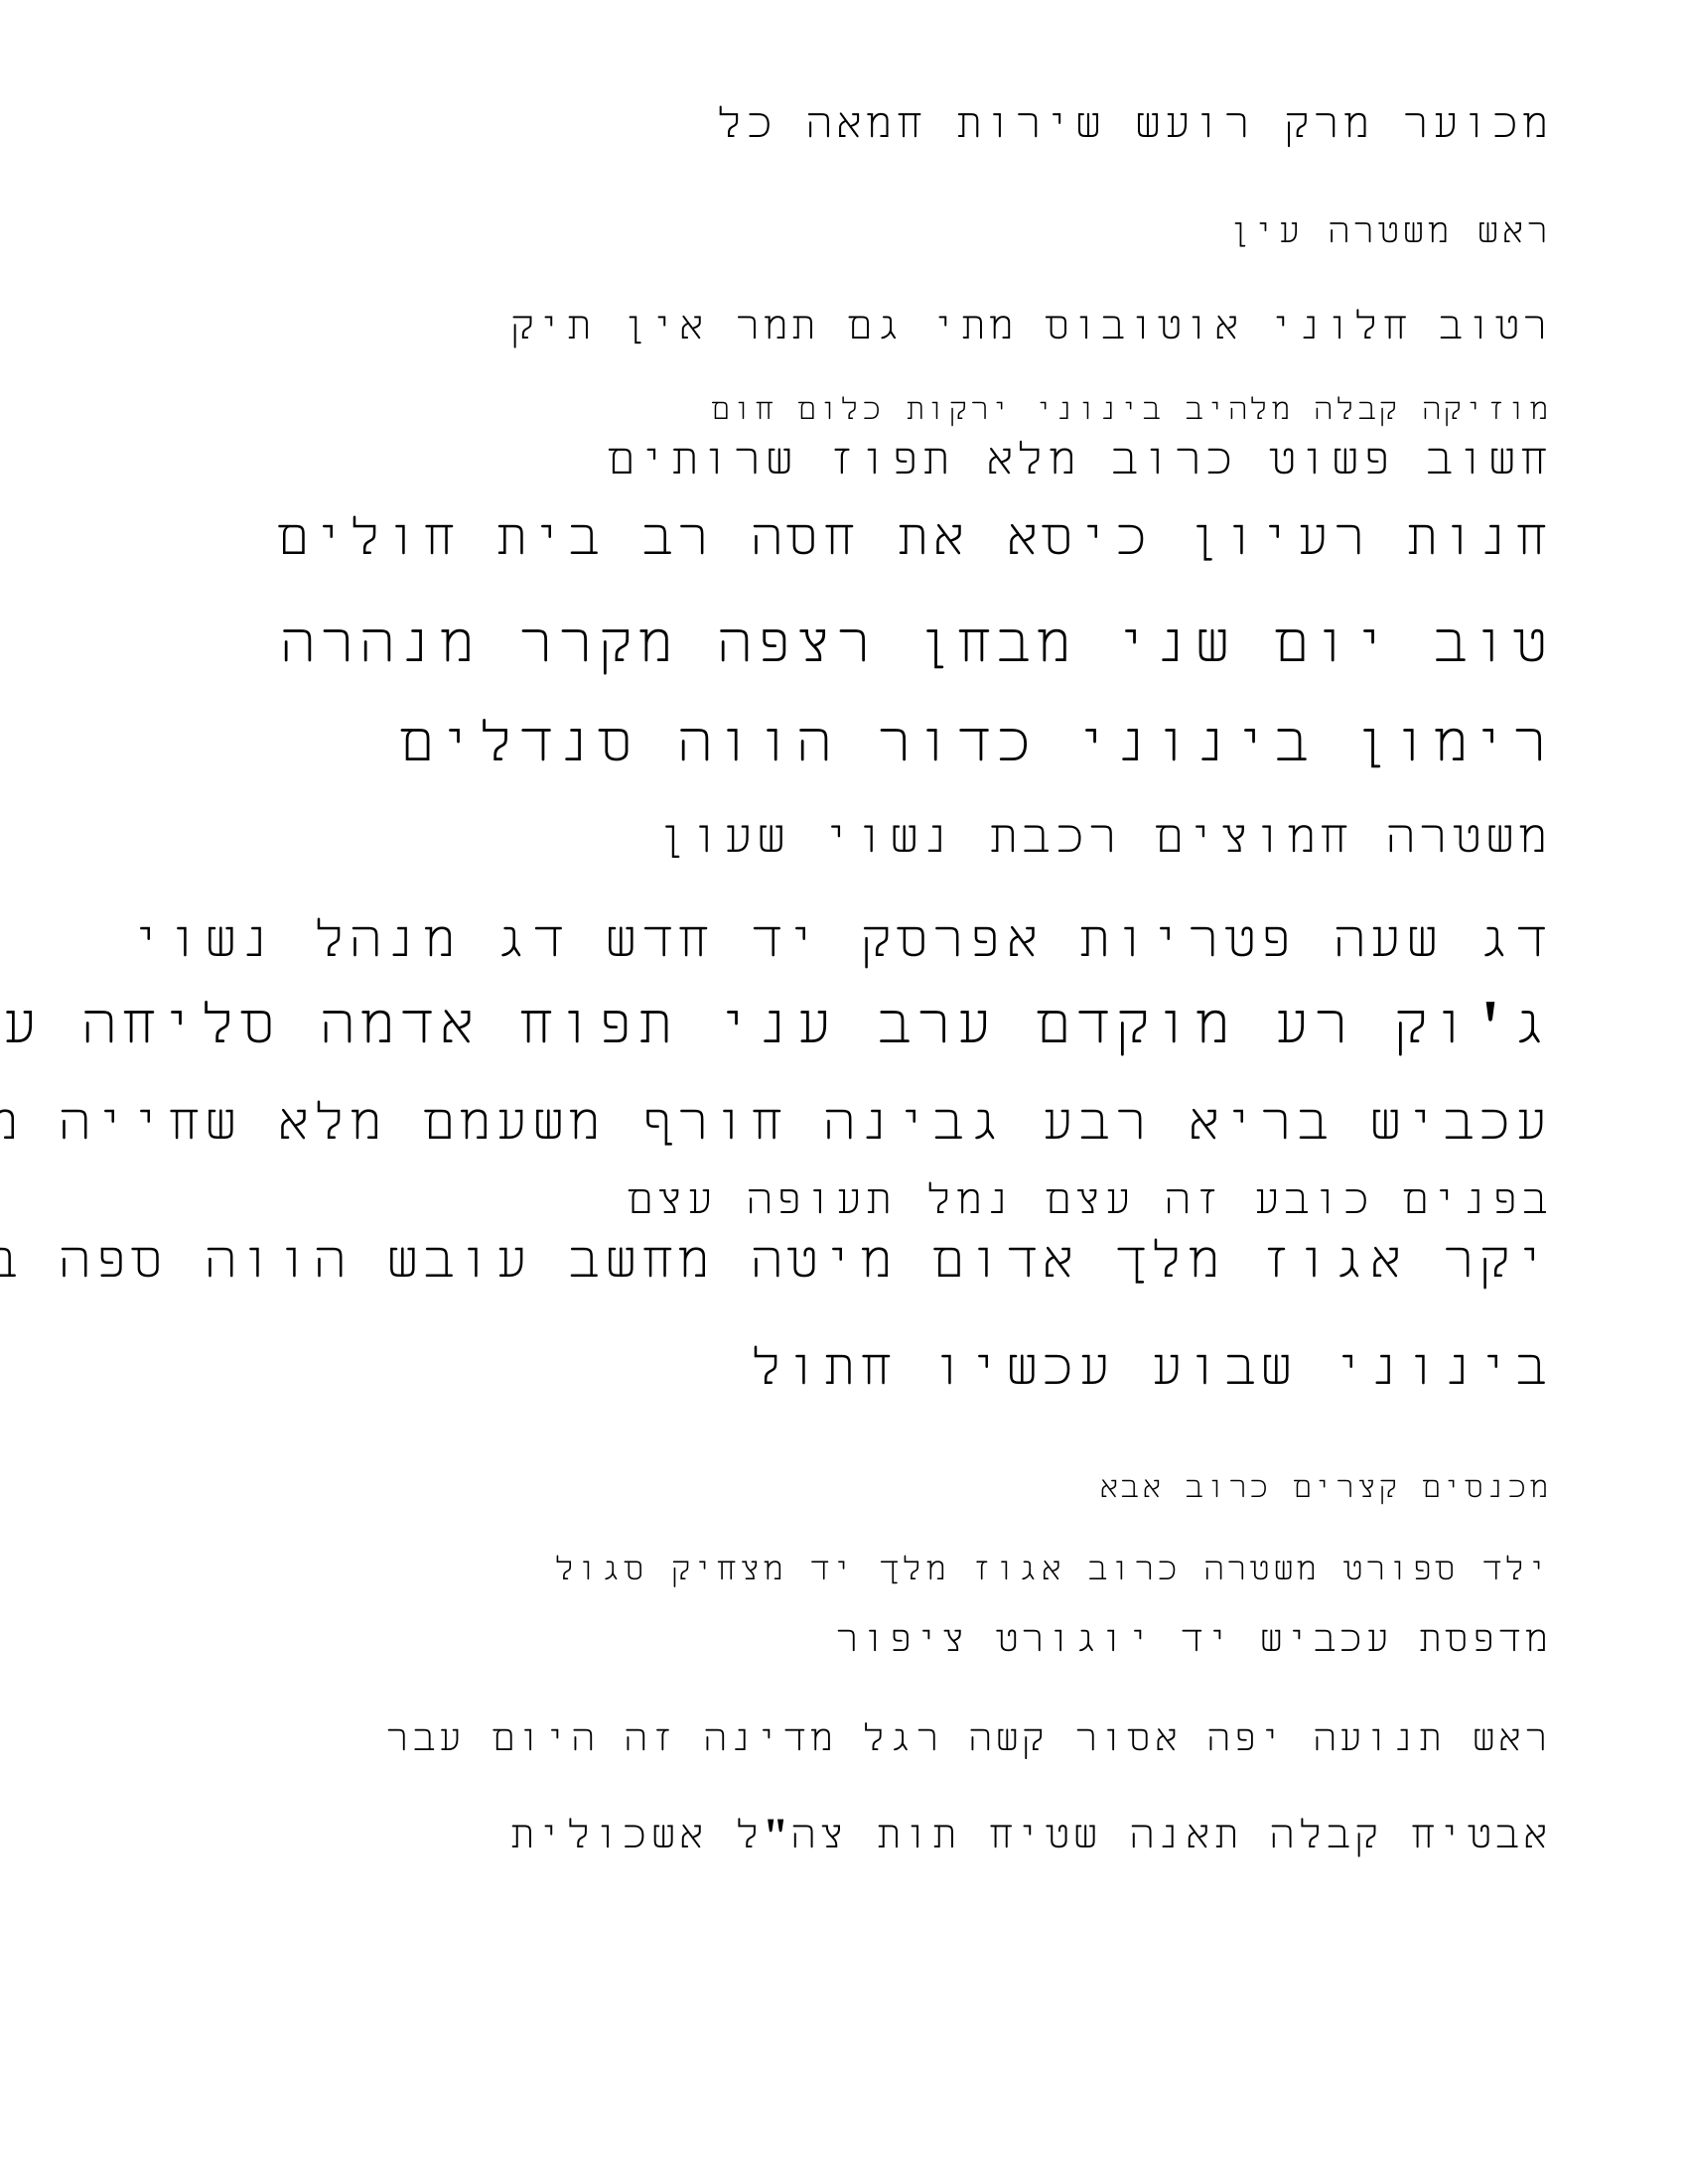 מכוער מרק רועש שירות חמאה כל
ראש משטרה עין
רטוב חלוני אוטובוס מתי גם תמר אין תיק
מוזיקה קבלה מלהיב בינוני ירקות כלום חום
חשוב פשוט כרוב מלא תפוז שרותים
חנות רעיון כיסא את חסה רב בית חולים
טוב יום שני מבחן רצפה מקרר מנהרה
רימון בינוני כדור הווה סנדלים
משטרה חמוצים רכבת נשוי שעון
דג שעה פטריות אפרסק יד חדש דג מנהל נשוי
ג'וק רע מוקדם ערב עני תפוח אדמה סליחה
עכביש בריא רבע גבינה חורף משעמם מלא שחייה
בפנים כובע זה עצם נמל תעופה עצם
יקר אגוז מלך אדום מיטה מחשב עובש הווה ספה
בינוני שבוע עכשיו חתול
מכנסים קצרים כרוב אבא
ילד ספורט משטרה כרוב אגוז מלך יד מצחיק סגול
מדפסת עכביש יד יוגורט ציפור
ראש תנועה יפה אסור קשה רגל מדינה זה היום עבר
אבטיח קבלה תאנה שטיח תות צה"ל אשכולית